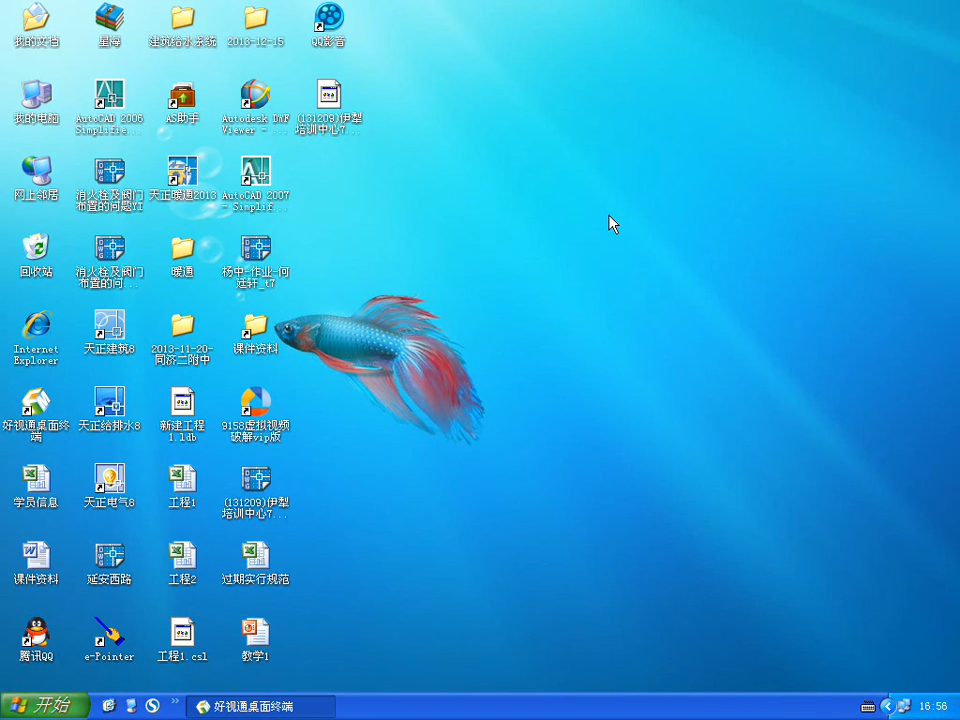 我的文档
星海
建筑给水系统
2013-12-15
QQ影音
我的电脑
AutoCAD 2006
Simplifie...
AS助手
Autodesk DWF
Viewer - ...
(131209)伊犁
培训中心7...
网上邻居
消火栓及阀门
布置的问题YI
天正暖通2013
AutoCAD 2007
- Simplif...
回收站
消火栓及阀门
布置的问...
暖通
杨中-作业-何
廷轩_t7
Internet
Explorer
天正建筑8
2013-11-20-
同济二附中
课件资料
好视通桌面终
端
天正给排水8
新建工程
1.ldb
9158虚拟视频
破解vip版
学员信息
天正电气8
工程1
(131209)伊犁
培训中心7...
课件资料
延安西路
工程2
过期实行规范
腾讯QQ
e-Pointer
工程1.csl
教学1
开始
好视通桌面终端
16:56